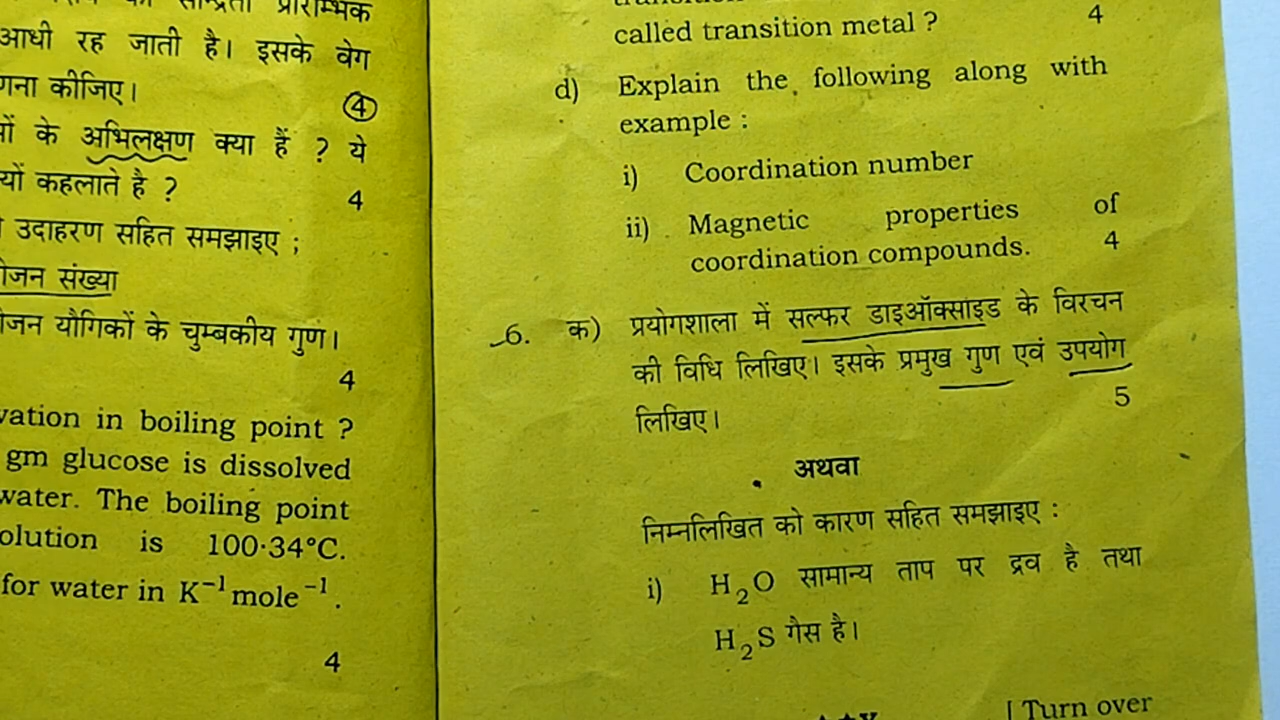 प्रारम्भिक
आधी रह जाती है। इसके वेग
कीजिए।
4
के अभिलक्षण क्या हैं ? ये
कहलाते है ?
4
उदाहरण सहित समझाइए ;
संख्या
यौगिकों के चुम्बकीय गुण।
4
in boiling point ?
gm glucose is dissolved
water. The boiling point
is 100·34°C.
for water in K⁻¹ mole⁻¹.
4
called transition metal ?
4
d) Explain the following along with
example :
i) Coordination number
ii) Magnetic properties of
coordination compounds.
4
6. क) प्रयोगशाला में सल्फर डाइऑक्साइड के विरचन
की विधि लिखिए। इसके प्रमुख गुण एवं उपयोग
लिखिए।
5
अथवा
निम्नलिखित को कारण सहित समझाइए :
i) H₂O सामान्य ताप पर द्रव है तथा
H₂S गैस है।
[ Turn over